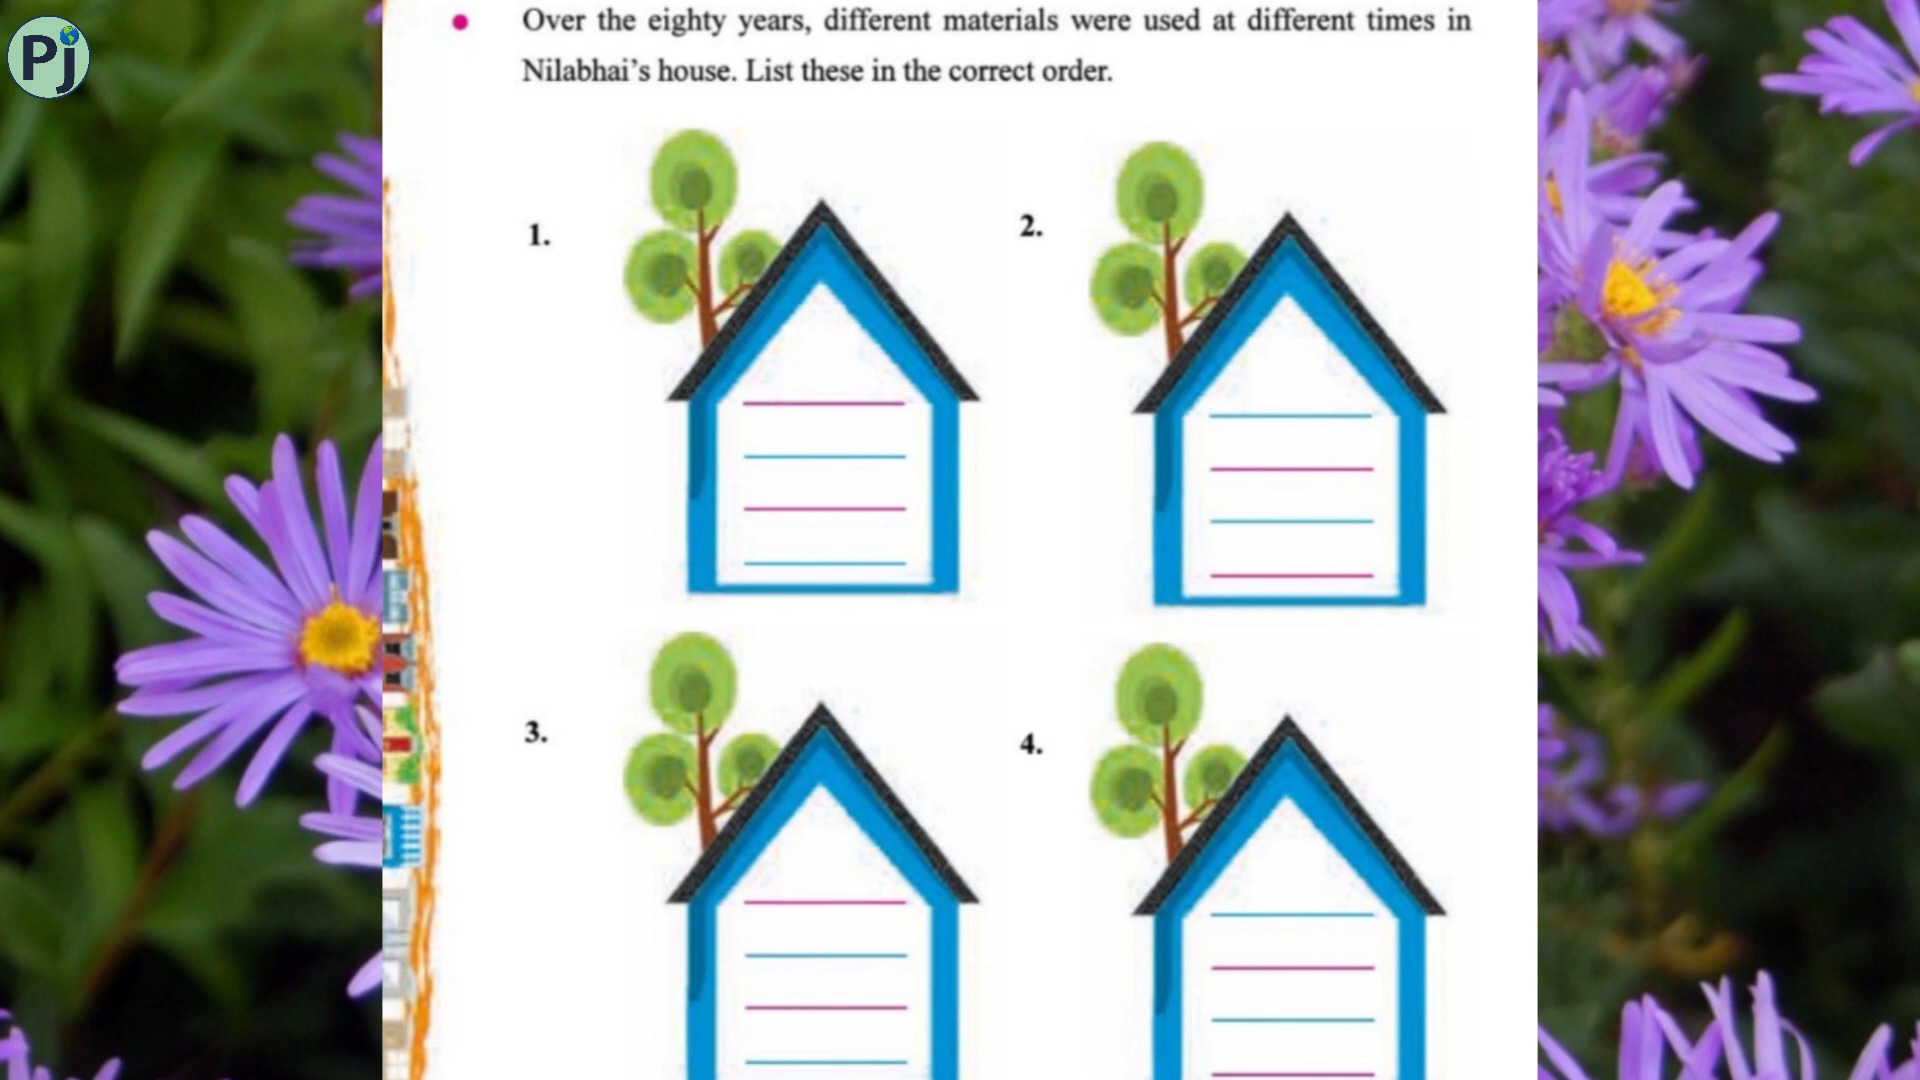 Pj
Over the eighty years, different materials were used at different times in
Nilabhai’s house. List these in the correct order.
1.
2.
3.
4.